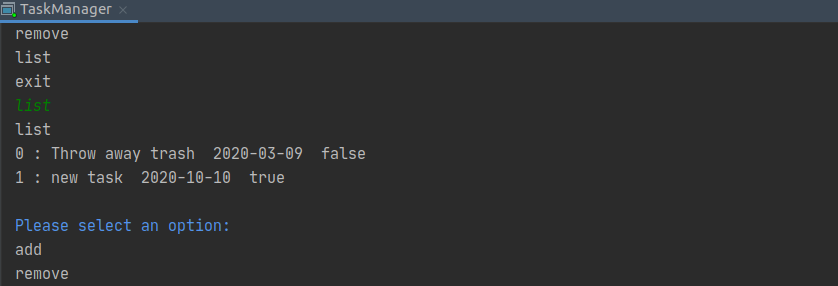 TaskManager
remove
list
exit
list
list
0 : Throw away trash  2020-03-09  false
1 : new task  2020-10-10  true
Please select an option:
add
remove